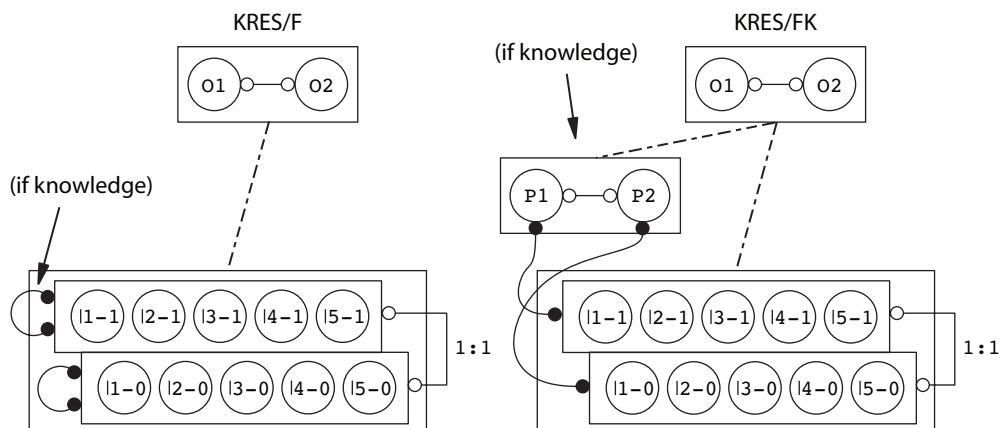 KRES/F
KRES/FK
(if knowledge)
O1 O2
O1 O2
(if knowledge)
P1 P2
I1-1 I2-1 I3-1 I4-1 I5-1
1:1
I1-0 I2-0 I3-0 I4-0 I5-0
I1-1 I2-1 I3-1 I4-1 I5-1
1:1
I1-0 I2-0 I3-0 I4-0 I5-0